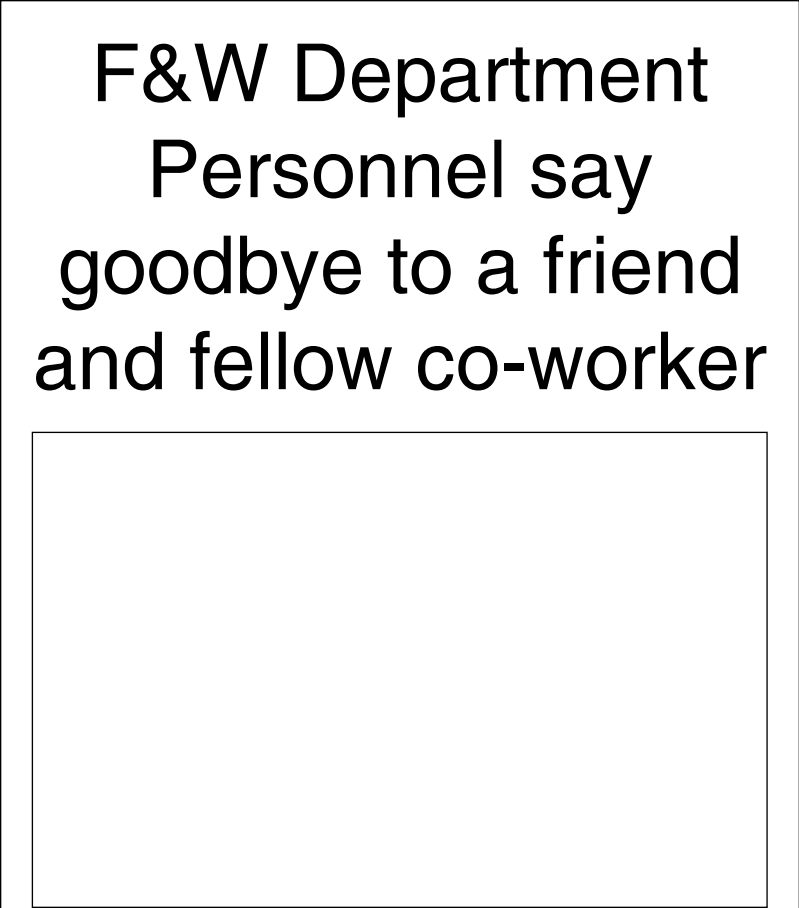 F&W Department
Personnel say
goodbye to a friend
and fellow co-worker